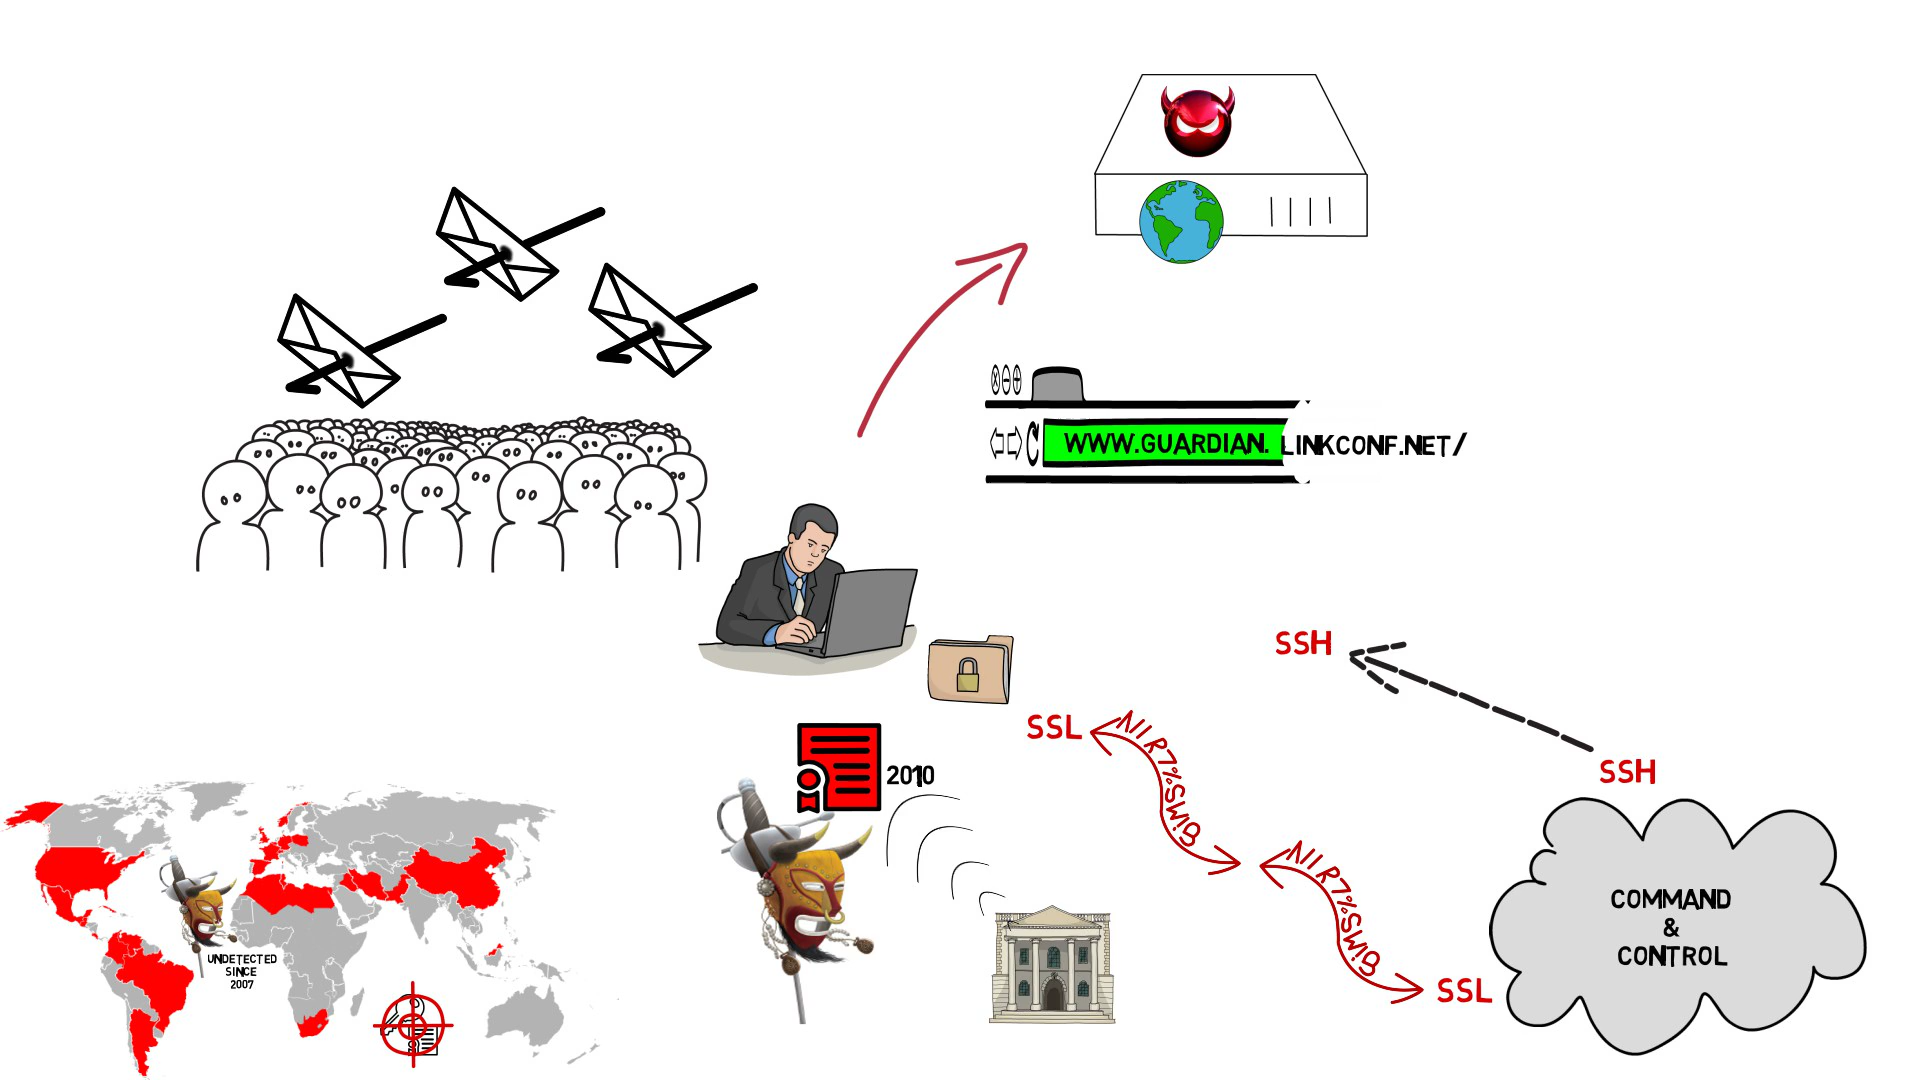 WWW.GUARDIAN.LINKCONF.NET/
SSH
SSL
SSH
2010
COMMAND
&
CONTROL
UNDETECTED
SINCE
2007
SSL